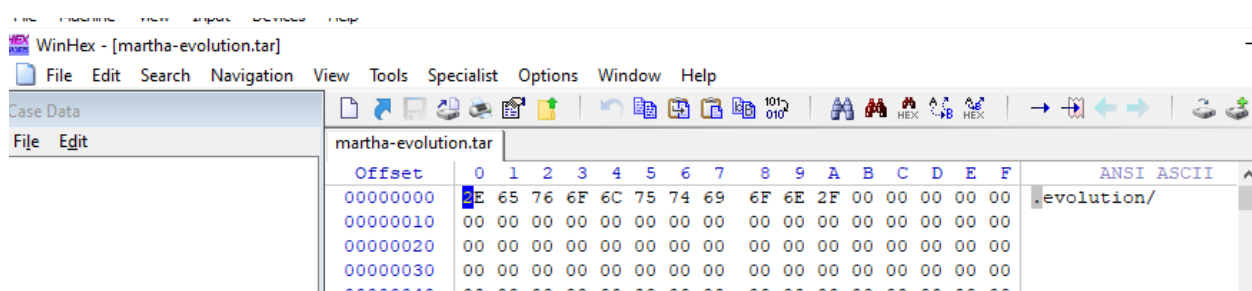 WinHex - [martha-evolution.tar]
File Edit Search Navigation View Tools Specialist Options Window Help
Case Data
File Edit
martha-evolution.tar
Offset 0 1 2 3 4 5 6 7 8 9 A B C D E F ANSI ASCII
00000000 2E 65 76 6F 6C 75 74 69 6F 6E 2F 00 00 00 00 00 .evolution/
00000010 00 00 00 00 00 00 00 00 00 00 00 00 00 00 00 00
00000020 00 00 00 00 00 00 00 00 00 00 00 00 00 00 00 00
00000030 00 00 00 00 00 00 00 00 00 00 00 00 00 00 00 00